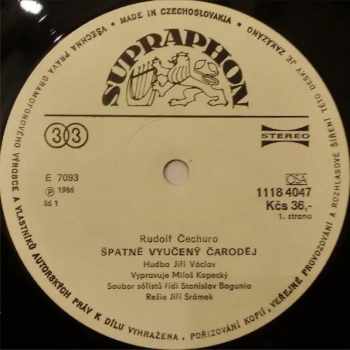 MADE IN CZECHOSLOVAKIA • VŠECHNA PRÁVA GRAMOFONOVÉHO VÝROBCE A VLASTNÍKŮ AUTORSKÝCH PRÁV K DÍLU VYHRAŽENA, POŘIZOVÁNÍ KOPIÍ, VEŘEJNÉ PROVOZOVÁNÍ A ROZHLASOVÉ ŠÍŘENÍ TÉTO DESKY JE ZAKÁZÁNO
SUPRAPHON
33
STEREO
E 7093
℗ 1966
ČSA
1118 4047
Kčs 36,-
1. strana
Rudolf Čechura
ŠPATNĚ VYUČENÝ ČARODĚJ
Hudba Jiří Václav
Vypravuje Miloš Kopecký
Soubor sólistů řídí Stanislav Bogunia
Režie Jiří Šrámek